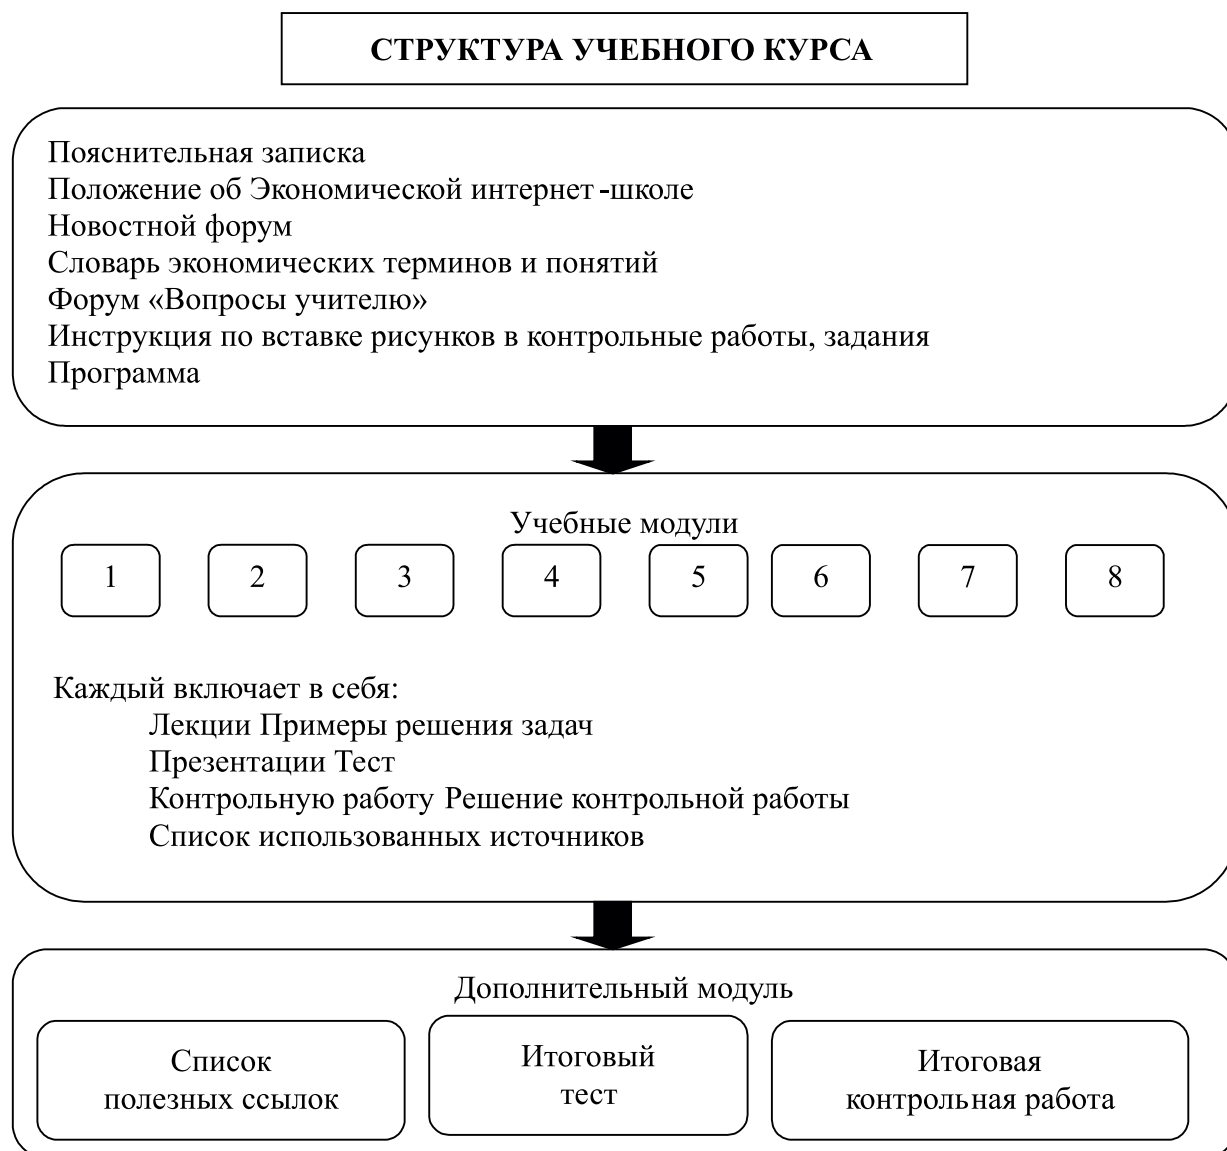 СТРУКТУРА УЧЕБНОГО КУРСА
Пояснительная записка
Положение об Экономической интернет-школе
Новостной форум
Словарь экономических терминов и понятий
Форум «Вопросы учителю»
Инструкция по вставке рисунков в контрольные работы, задания
Программа
Учебные модули
1 2 3 4 5 6 7 8
Каждый включает в себя:
Лекции Примеры решения задач
Презентации Тест
Контрольную работу Решение контрольной работы
Список использованных источников
Дополнительный модуль
Список
полезных ссылок
Итоговый
тест
Итоговая
контрольная работа